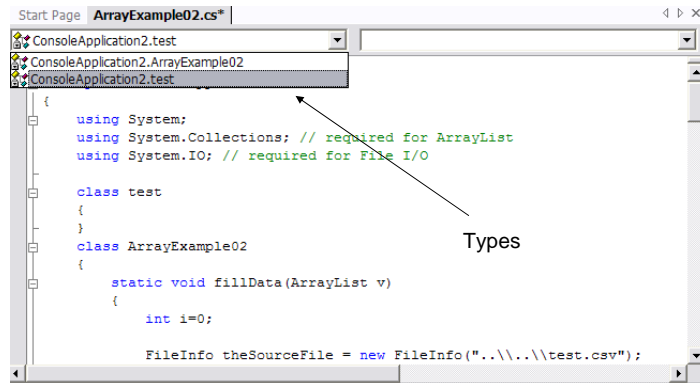 Start Page ArrayExample02.cs*
ConsoleApplication2.test
ConsoleApplication2.ArrayExample02
ConsoleApplication2.test
{
using System;
using System.Collections; // required for ArrayList
using System.IO; // required for File I/O
class test
{
}
class ArrayExample02
Types
{
static void fillData(ArrayList v)
{
int i=0;
FileInfo theSourceFile = new FileInfo("..\\..\\test.csv");